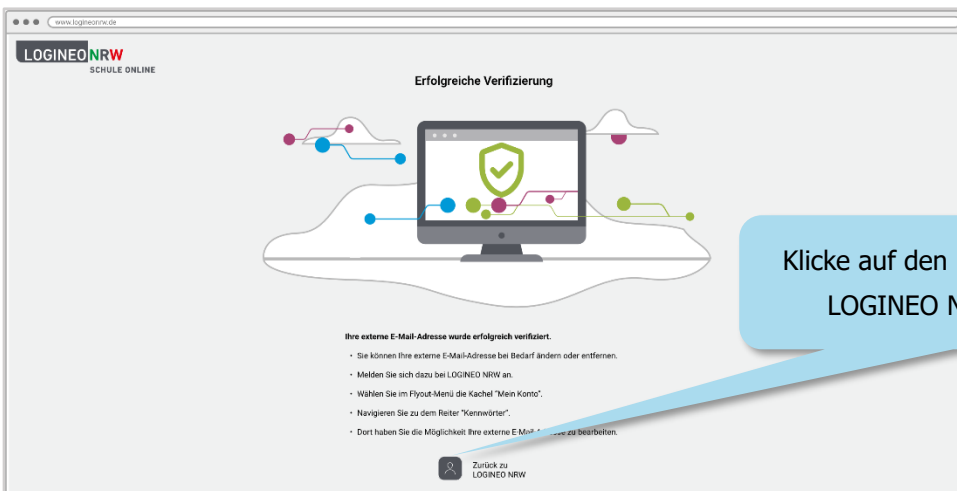 www.logineonrw.de
LOGINEO NRW
SCHULE ONLINE
Erfolgreiche Verifizierung
Klicke auf den
LOGINEO
Ihre externe E-Mail-Adresse wurde erfolgreich verifiziert.
• Sie können Ihre externe E-Mail-Adresse bei Bedarf ändern oder entfernen.
• Melden Sie sich dazu bei LOGINEO NRW an.
• Wählen Sie im Flyout-Menü die Kachel "Mein Konto".
• Navigieren Sie zu dem Reiter "Kennwörter".
• Dort haben Sie die Möglichkeit Ihre externe zu bearbeiten.
Zurück zu
LOGINEO NRW